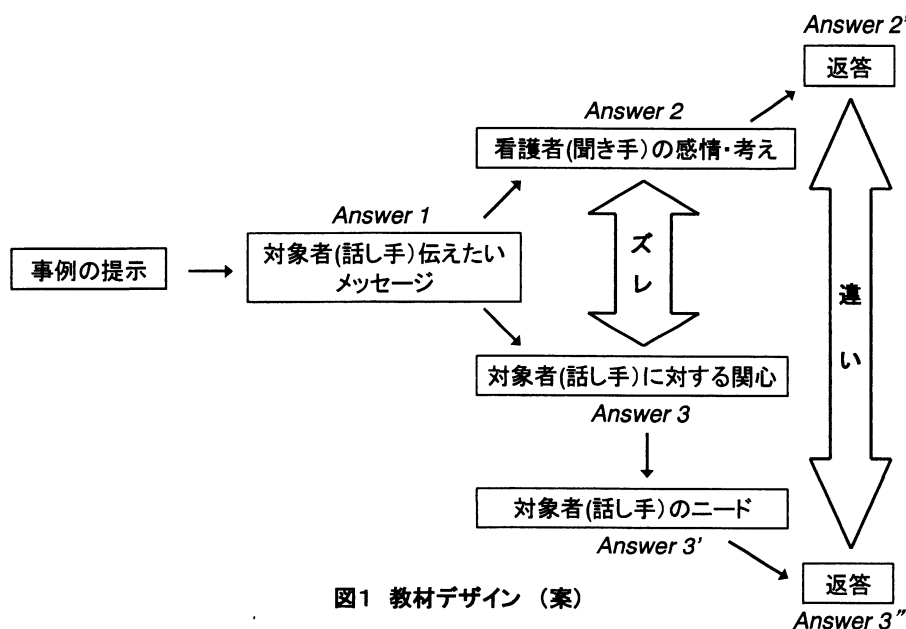 Answer 2'
返答
Answer 2
看護者(聞き手)の感情・考え
Answer 1
対象者(話し手)伝えたい
メッセージ
事例の提示
ズレ
違い
対象者(話し手)に対する関心
Answer 3
対象者(話し手)のニード
Answer 3'
返答
Answer 3"
図1 教材デザイン (案)